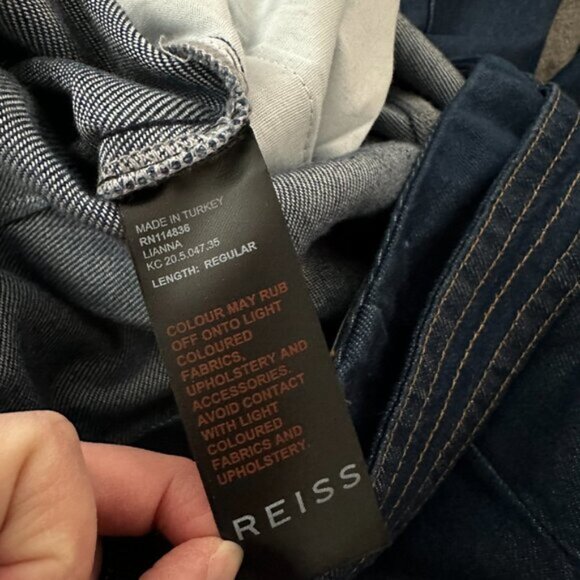 MADE IN TURKEY
RN114836
LIANNA
KC 20.5.047.35
LENGTH: REGULAR
COLOUR MAY RUB
OFF ONTO LIGHT
COLOURED
FABRICS,
UPHOLSTERY AND
ACCESSORIES.
AVOID CONTACT
WITH LIGHT
COLOURED
FABRICS AND
UPHOLSTERY.
REISS